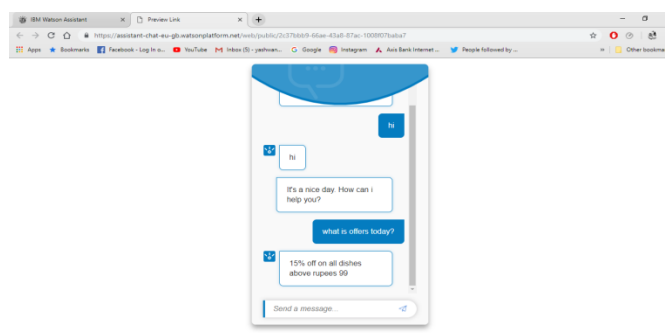 IBM Watson Assistant
Preview Link
https://assistant-chat-eu-gb.watsonplatform.net/web/public/2c37bbb9-66ae-43a8-87ac-1008f07baba7
Apps
Bookmarks
Facebook - Log In o...
YouTube
Inbox (5) - yashwan...
Google
Instagram
Axis Bank Internet ...
People followed by ...
Other bookma
hi
hi
It's a nice day. How can i
help you?
what is offers today?
15% off on all dishes
above rupees 99
Send a message...